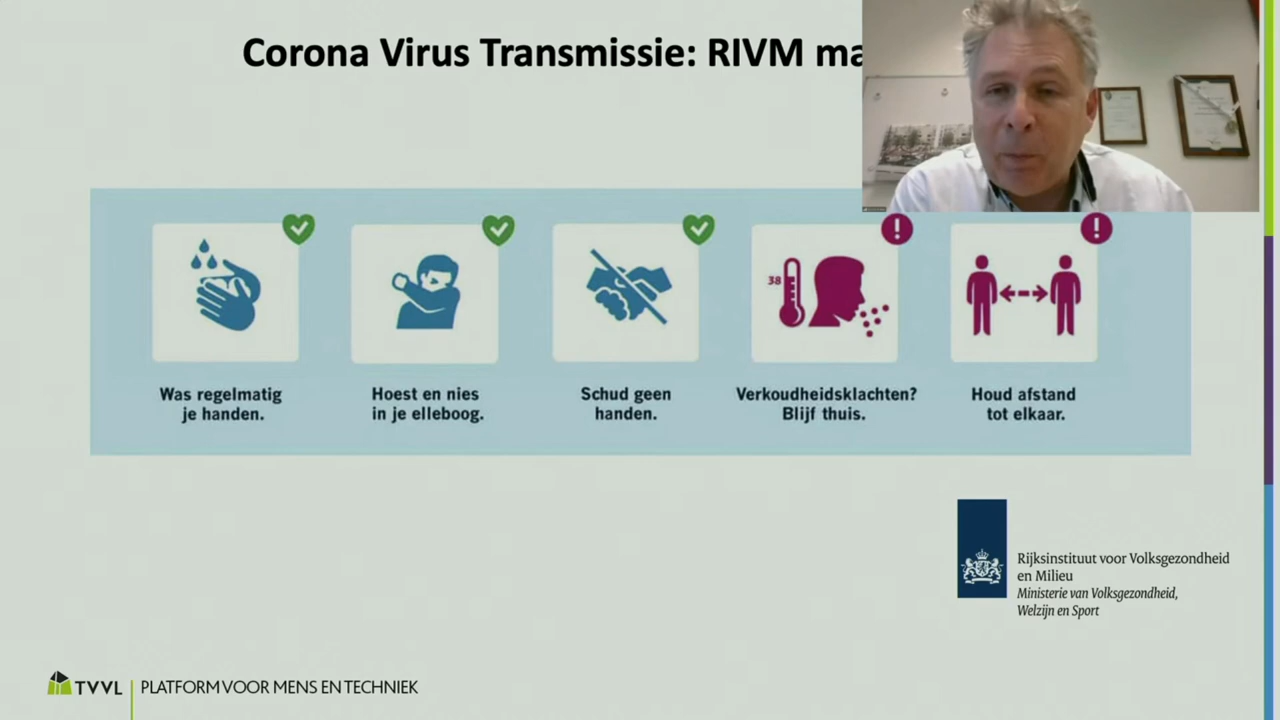 Corona Virus Transmissie: RIVM ma
38
Was regelmatig
je handen.
Hoest en nies
in je elleboog.
Schud geen
handen.
Verkoudheidsklachten?
Blijf thuis.
Houd afstand
tot elkaar.
Rijksinstituut voor Volksgezondheid
en Milieu
Ministerie van Volksgezondheid,
Welzijn en Sport
TVVL PLATFORM VOOR MENS EN TECHNIEK